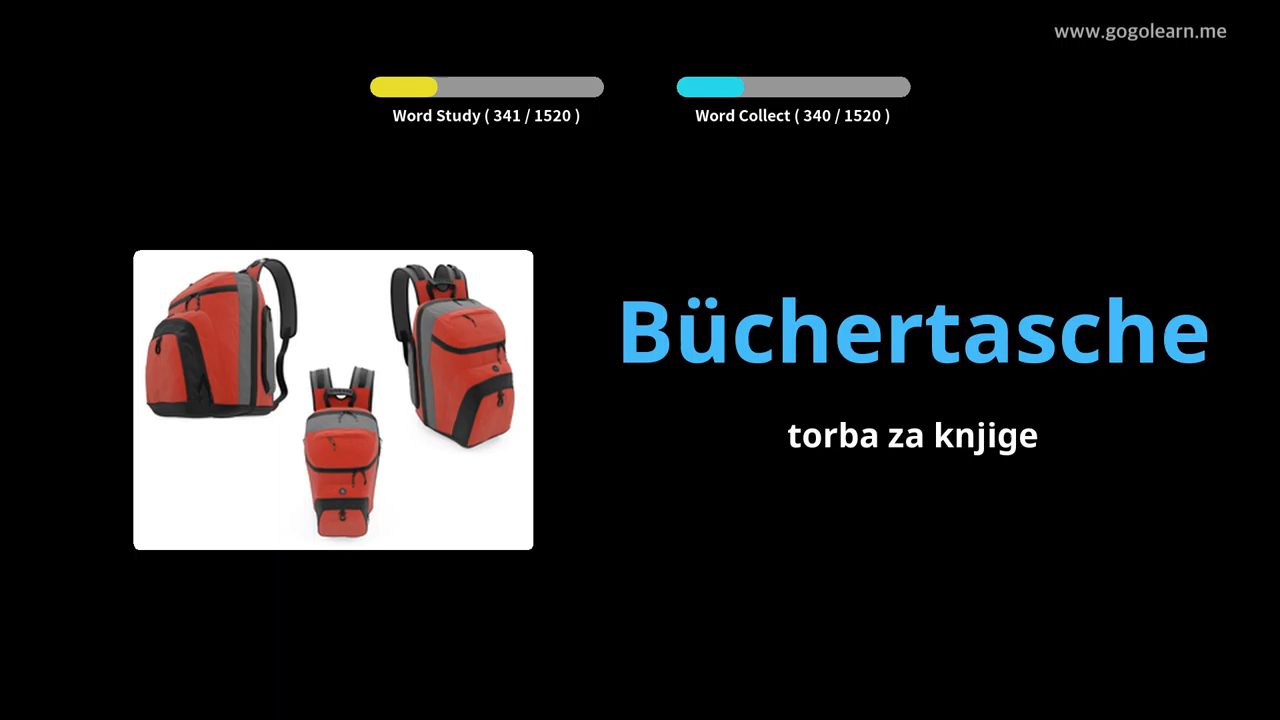 www.gogolearn.me
Word Study ( 341 / 1520 )
Word Collect ( 340 / 1520 )
Büchertasche
torba za knjige